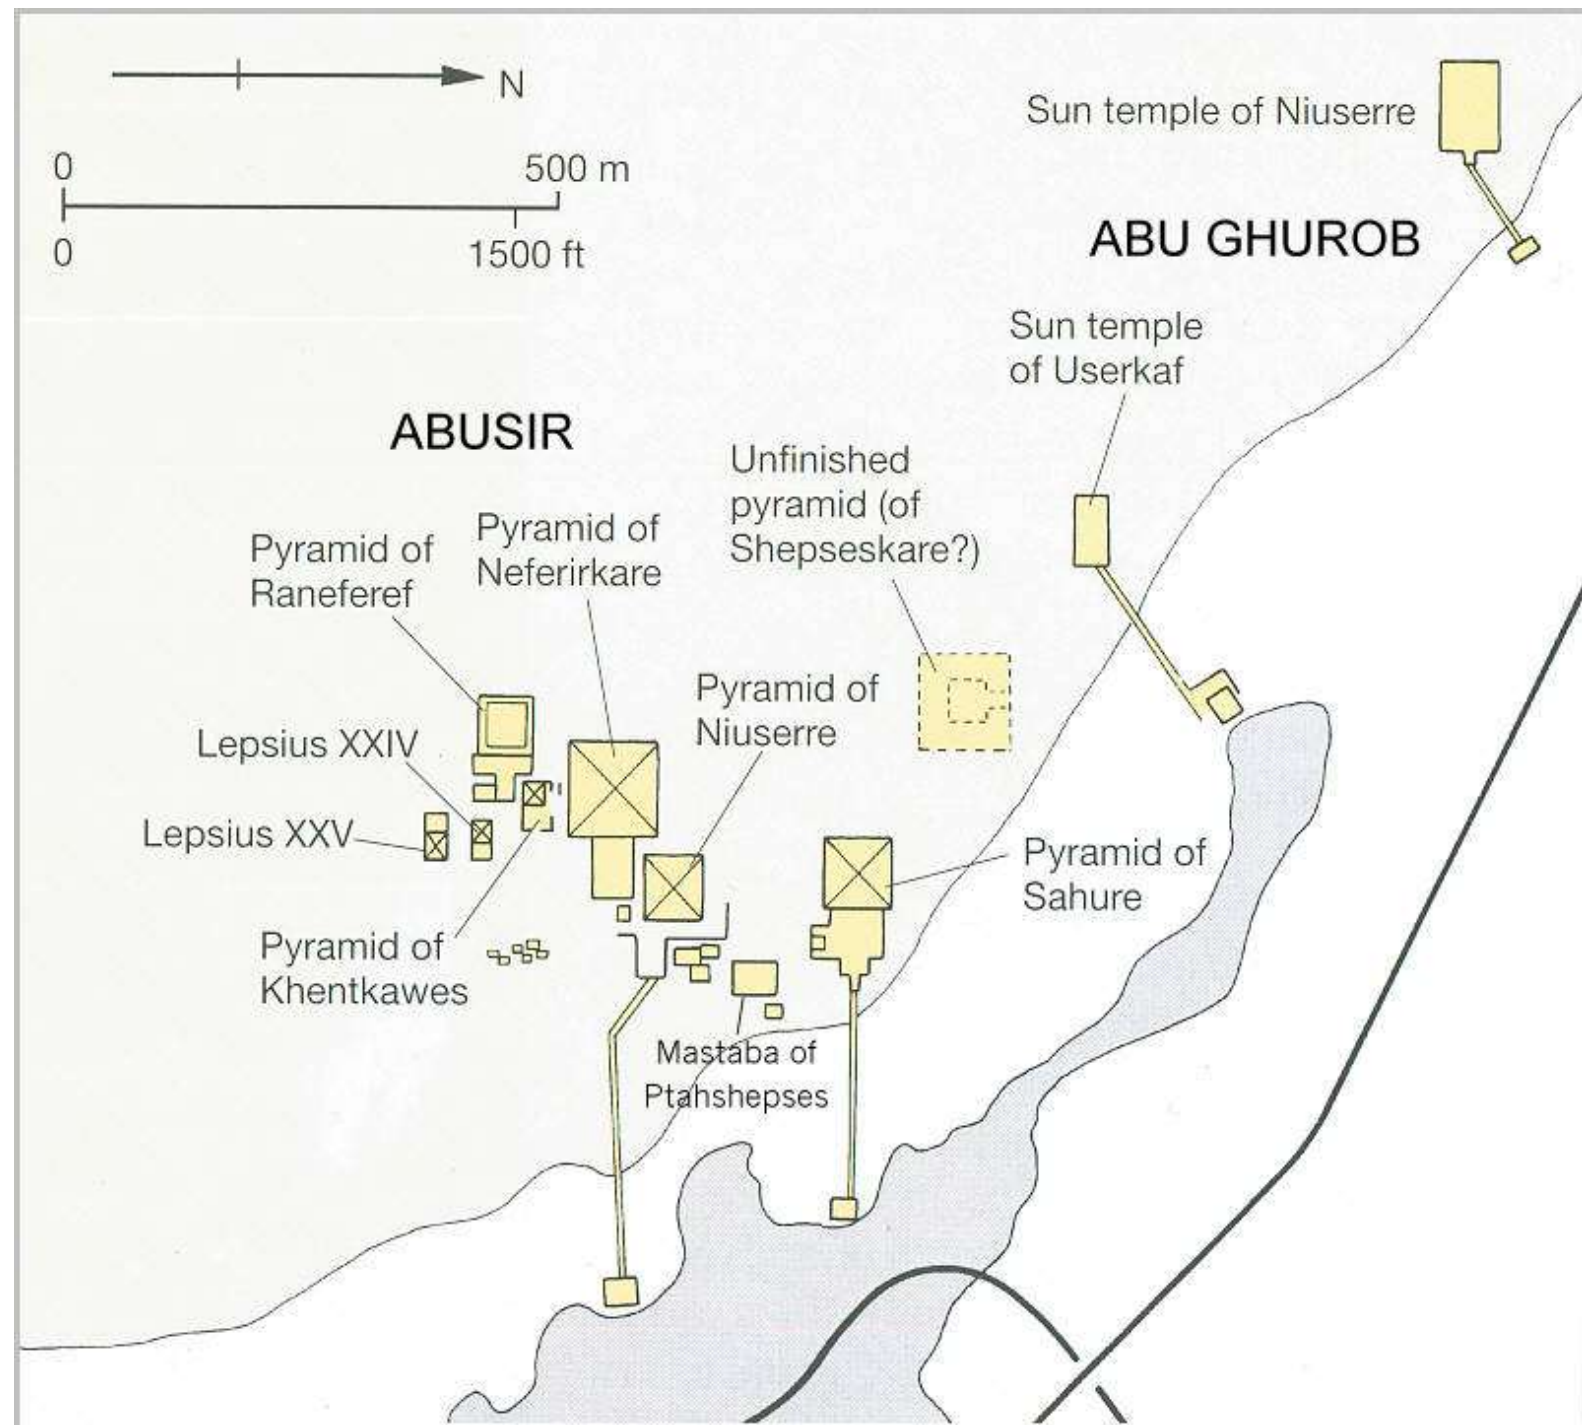 N
Sun temple of Niuserre
0
500 m
0
1500 ft
ABU GHUROB
Sun temple
of Userkaf
ABUSIR
Unfinished
pyramid (of
Shepseskare?)
Pyramid of
Neferirkare
Pyramid of
Raneferef
Pyramid of
Niuserre
Lepsius XXIV
Lepsius XXV
Pyramid of
Sahure
Pyramid of
Khentkawes
Mastaba of
Ptahshepses